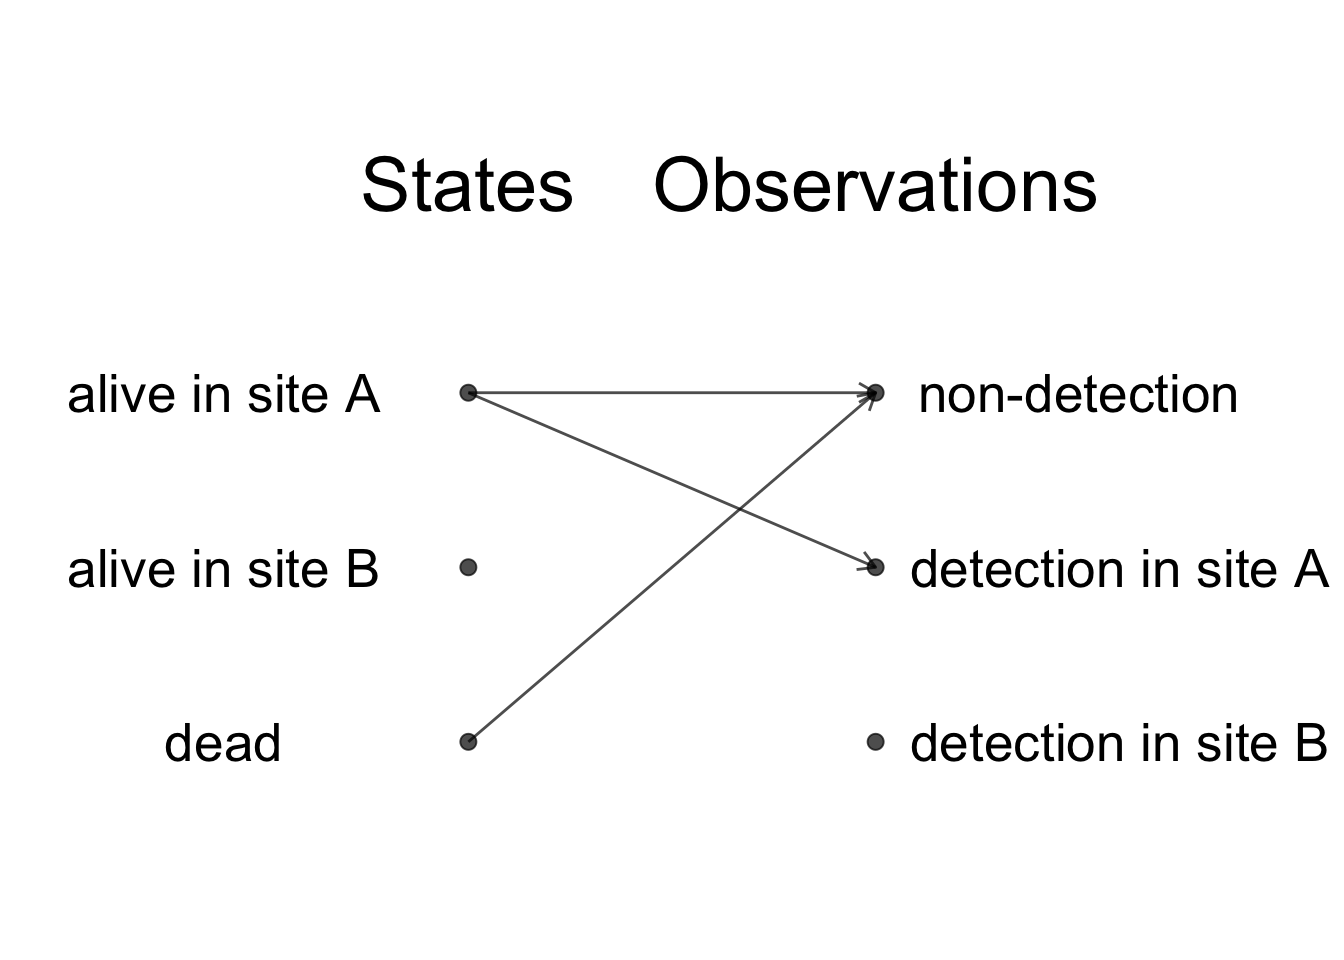 States Observations
alive in site A non-detection
alive in site B detection in site A
dead detection in site B